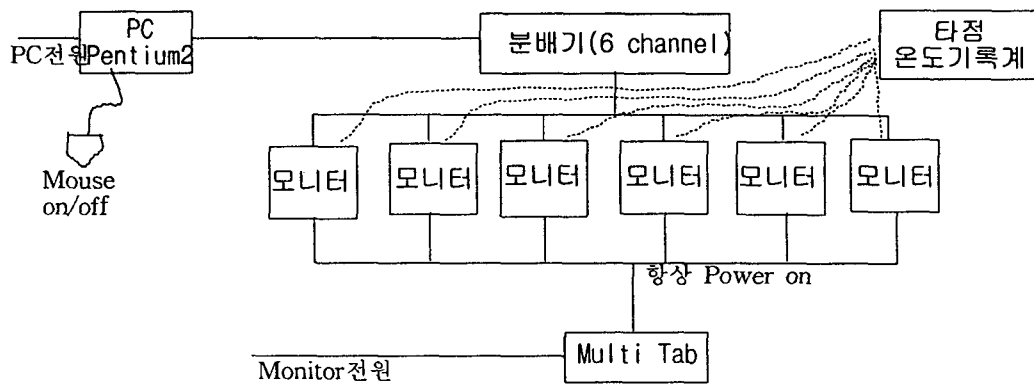 PC
Pentium2
PC전원
분배기(6 channel)
타점
온도기록계
Mouse
on/off
모니터
모니터
모니터
모니터
모니터
모니터
항상 Power on
Multi Tab
Monitor전원